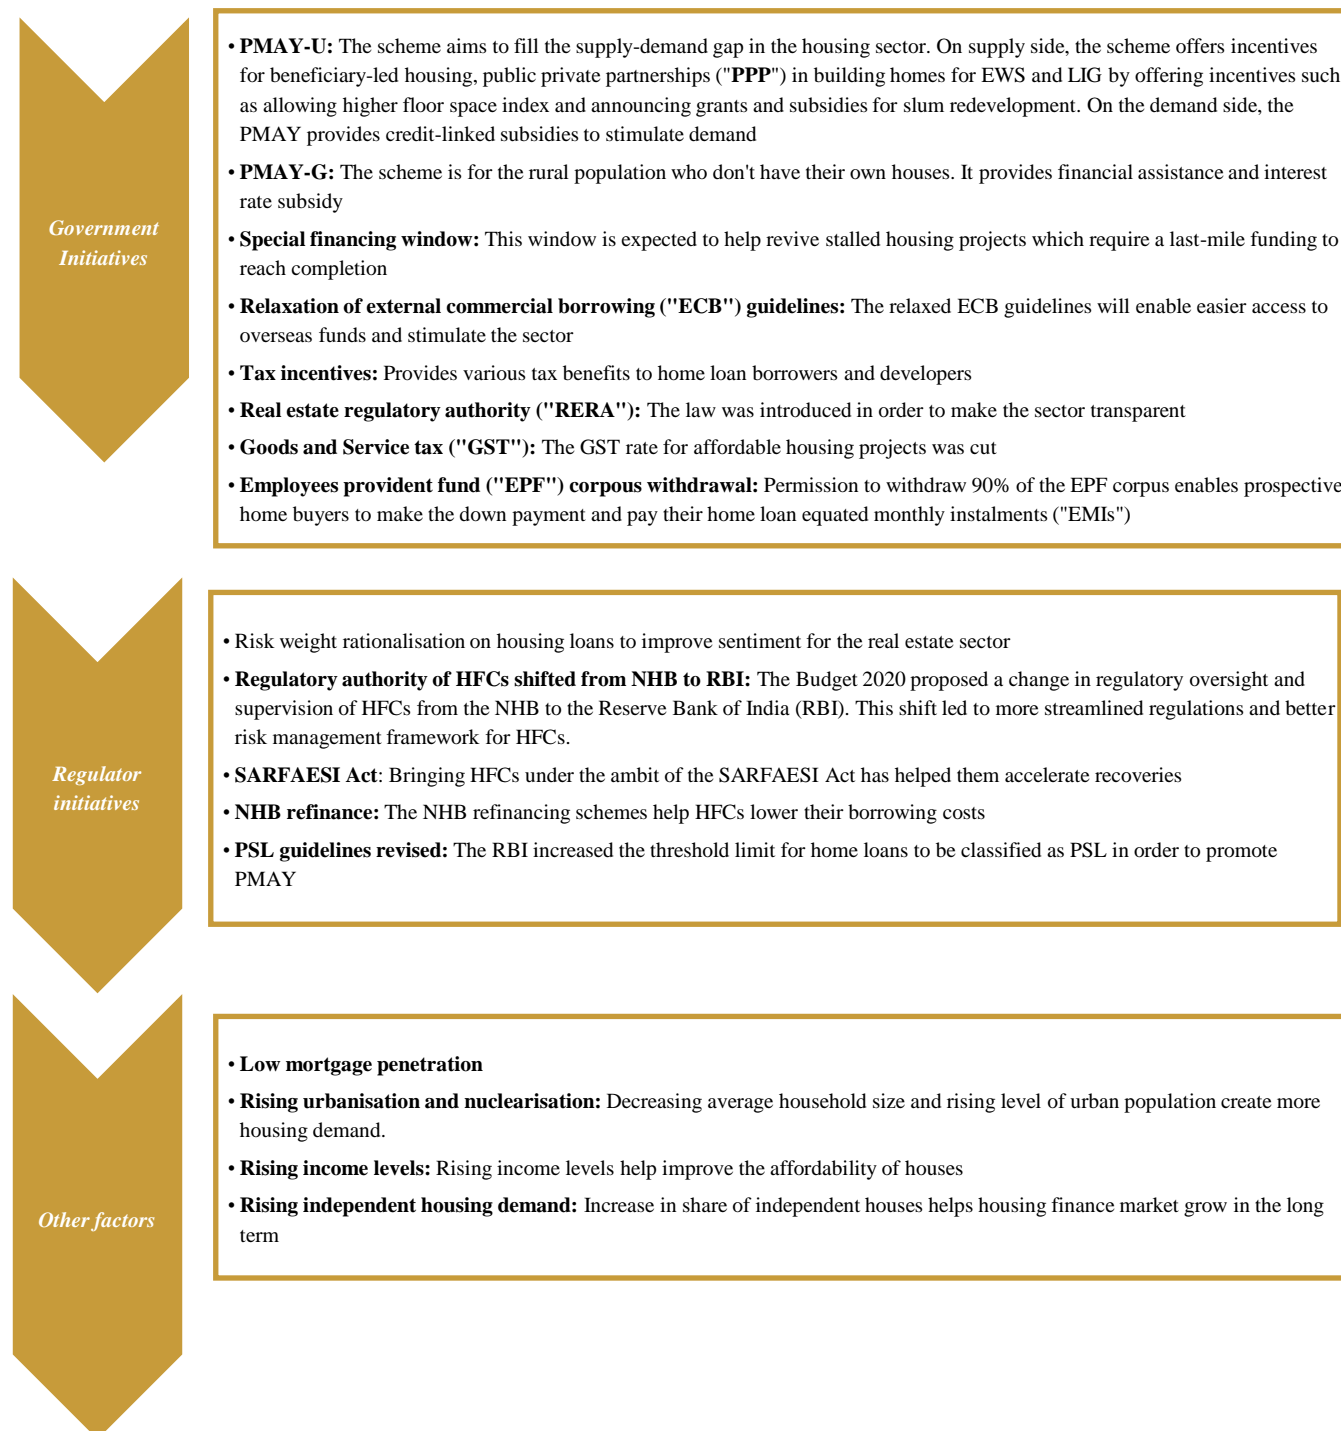 Government
Initiatives
• PMAY-U: The scheme aims to fill the supply-demand gap in the housing sector. On supply side, the scheme offers incentives
for beneficiary-led housing, public private partnerships ("PPP") in building homes for EWS and LIG by offering incentives such
as allowing higher floor space index and announcing grants and subsidies for slum redevelopment. On the demand side, the
PMAY provides credit-linked subsidies to stimulate demand
• PMAY-G: The scheme is for the rural population who don't have their own houses. It provides financial assistance and interest
rate subsidy
• Special financing window: This window is expected to help revive stalled housing projects which require a last-mile funding to
reach completion
• Relaxation of external commercial borrowing ("ECB") guidelines: The relaxed ECB guidelines will enable easier access to
overseas funds and stimulate the sector
• Tax incentives: Provides various tax benefits to home loan borrowers and developers
• Real estate regulatory authority ("RERA"): The law was introduced in order to make the sector transparent
• Goods and Service tax ("GST"): The GST rate for affordable housing projects was cut
• Employees provident fund ("EPF") corpous withdrawal: Permission to withdraw 90% of the EPF corpus enables prospective
home buyers to make the down payment and pay their home loan equated monthly instalments ("EMIs")
Regulator
initiatives
• Risk weight rationalisation on housing loans to improve sentiment for the real estate sector
• Regulatory authority of HFCs shifted from NHB to RBI: The Budget 2020 proposed a change in regulatory oversight and
supervision of HFCs from the NHB to the Reserve Bank of India (RBI). This shift led to more streamlined regulations and better
risk management framework for HFCs.
• SARFAESI Act: Bringing HFCs under the ambit of the SARFAESI Act has helped them accelerate recoveries
• NHB refinance: The NHB refinancing schemes help HFCs lower their borrowing costs
• PSL guidelines revised: The RBI increased the threshold limit for home loans to be classified as PSL in order to promote
PMAY
Other factors
• Low mortgage penetration
• Rising urbanisation and nuclearisation: Decreasing average household size and rising level of urban population create more
housing demand.
• Rising income levels: Rising income levels help improve the affordability of houses
• Rising independent housing demand: Increase in share of independent houses helps housing finance market grow in the long
term